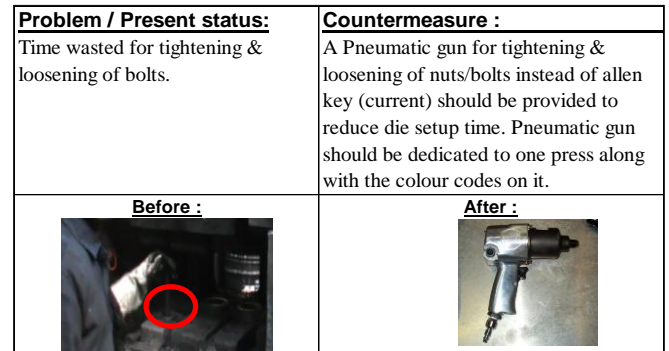 Problem / Present status:
Time wasted for tightening &
loosening of bolts.
Countermeasure :
A Pneumatic gun for tightening &
loosening of nuts/bolts instead of allen
key (current) should be provided to
reduce die setup time. Pneumatic gun
should be dedicated to one press along
with the colour codes on it.
Before :
After :